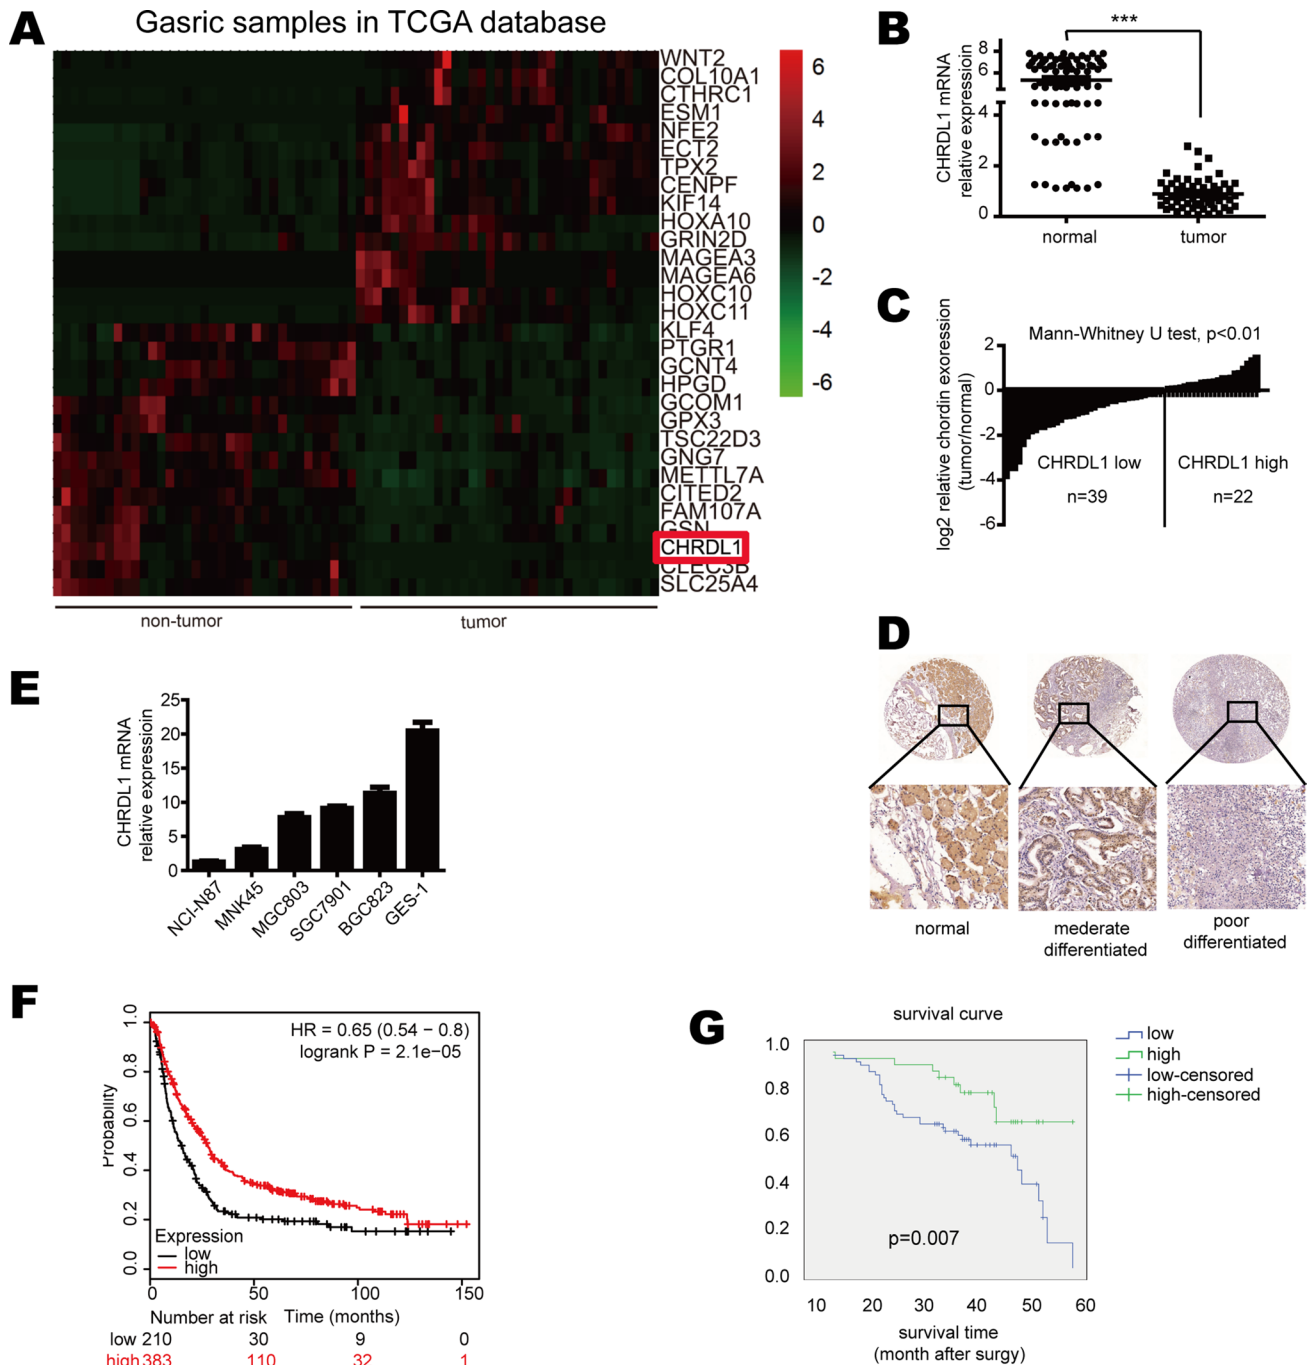 A
Gasric samples in TCGA database
WNT2
COL10A1
CTHRC1
ESM1
NFE2
ECT2
TPX2
CENPF
KIF14
HOXA10
GRIN2D
MAGEA3
MAGEA6
HOXC10
HOXC11
KLF4
PTGR1
GCNT4
HPGD
GCOM1
GPX3
TSC22D3
GNG7
METTL7A
CITED2
FAM107A
GSN
CHRDL1
CLEC3B
SLC25A4
6
4
2
0
-2
-4
-6
non-tumor
tumor
B
CHRDL1 mRNA
relative expressioin
8
6
4
2
0
***
normal
tumor
C
log2 relative chordin exoression
(tumor/normal)
Mann-Whitney U test, p<0.01
2
0
-2
-4
-6
CHRDL1 low
n=39
CHRDL1 high
n=22
D
normal
mederate
differentiated
poor
differentiated
E
CHRDL1 mRNA
relative expressioin
25
20
15
10
5
0
NCI-N87
MNK45
MGC803
SGC7901
BGC823
GES-1
F
Probability
1.0
0.8
0.6
0.4
0.2
0.0
HR = 0.65 (0.54 − 0.8)
logrank P = 2.1e−05
Expression
low
high
0
50
100
150
Number at risk
Time (months)
low 210
30
9
0
high 383
110
32
1
G
survival curve
1.0
0.8
0.6
0.4
0.2
0.0
p=0.007
10
20
30
40
50
60
survival time
(month after surgy)
low
high
low-censored
high-censored